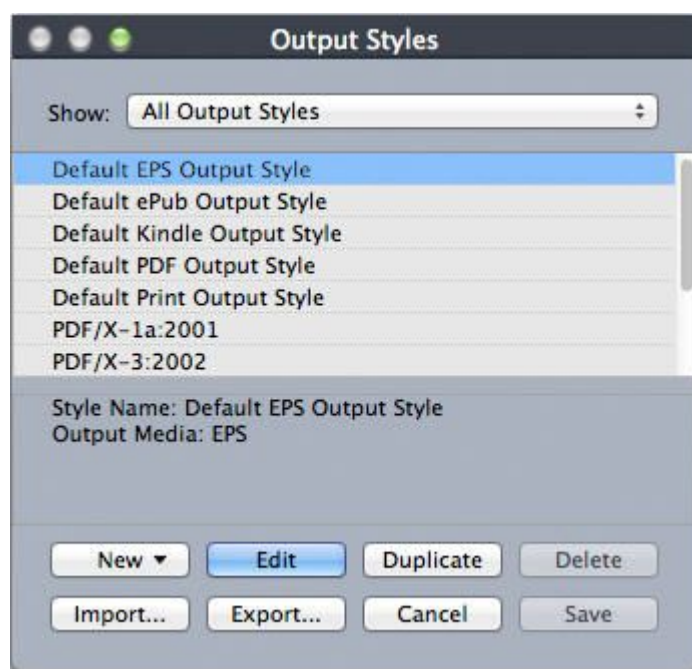 Output Styles
Show: All Output Styles
Default EPS Output Style
Default ePub Output Style
Default Kindle Output Style
Default PDF Output Style
Default Print Output Style
PDF/X-1a:2001
PDF/X-3:2002
Style Name: Default EPS Output Style
Output Media: EPS
New Edit Duplicate Delete
Import... Export... Cancel Save